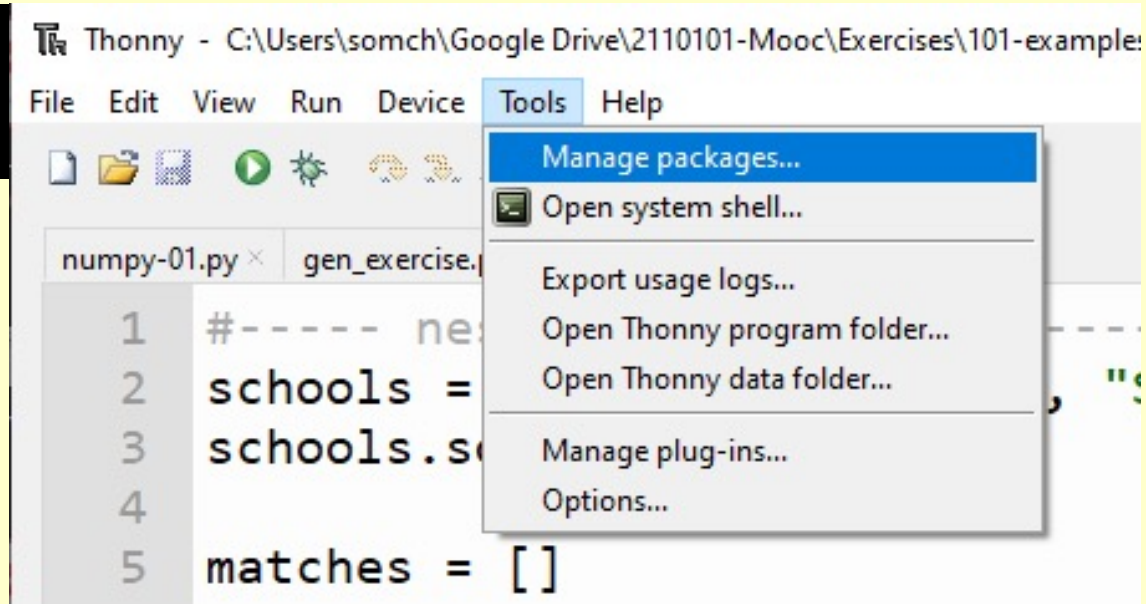 Thonny - C:\Users\somch\Google Drive\2110101-Mooc\Exercises\101-example
File Edit View Run Device Tools Help
Manage packages...
Open system shell...
Export usage logs...
Open Thonny program folder...
Open Thonny data folder...
Manage plug-ins...
Options...
numpy-01.py × gen_exercise.
1 #-----
2 schools = , "
3 schools.
4
5 matches = []